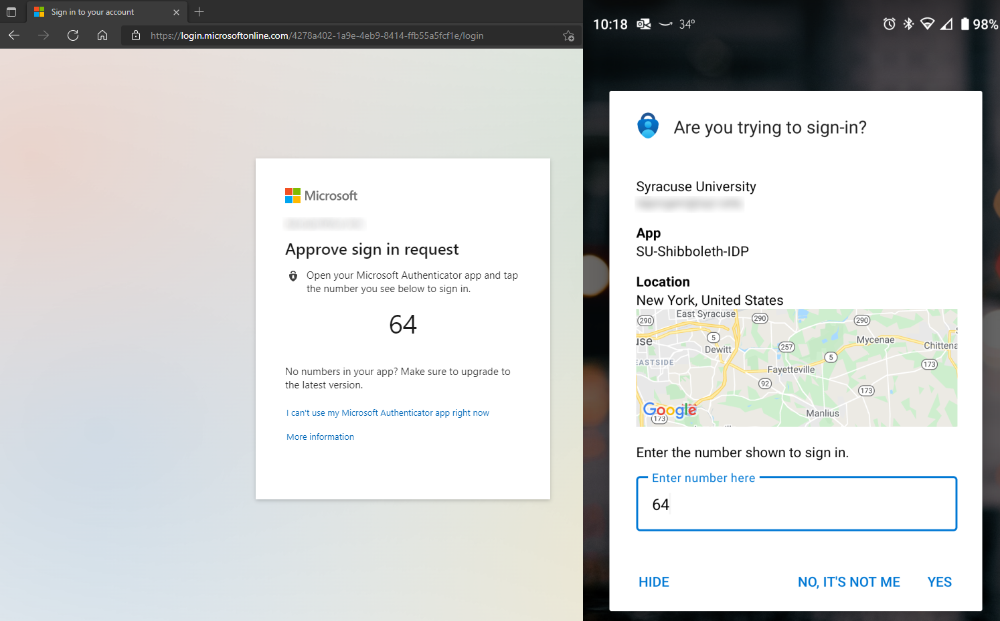 Sign in to your account
https://login.microsoftonline.com/4278a402-1a9e-4eb9-8414-ffb55a5fcf1e/login
Microsoft
Approve sign in request
Open your Microsoft Authenticator app and tap
the number you see below to sign in.
64
No numbers in your app? Make sure to upgrade to
the latest version.
I can't use my Microsoft Authenticator app right now
More information
10:18 34° 98%
Are you trying to sign-in?
Syracuse University
App
SU-Shibboleth-IDP
Location
New York, United States
East Syracuse
290
290
290
use
5
Mycenae
Dewitt
257
Chittena
5
EASTSIDE
173
Fayetteville
92
173
Google
Manlius
173
Enter the number shown to sign in.
Enter number here
64
HIDE
NO, IT'S NOT ME
YES